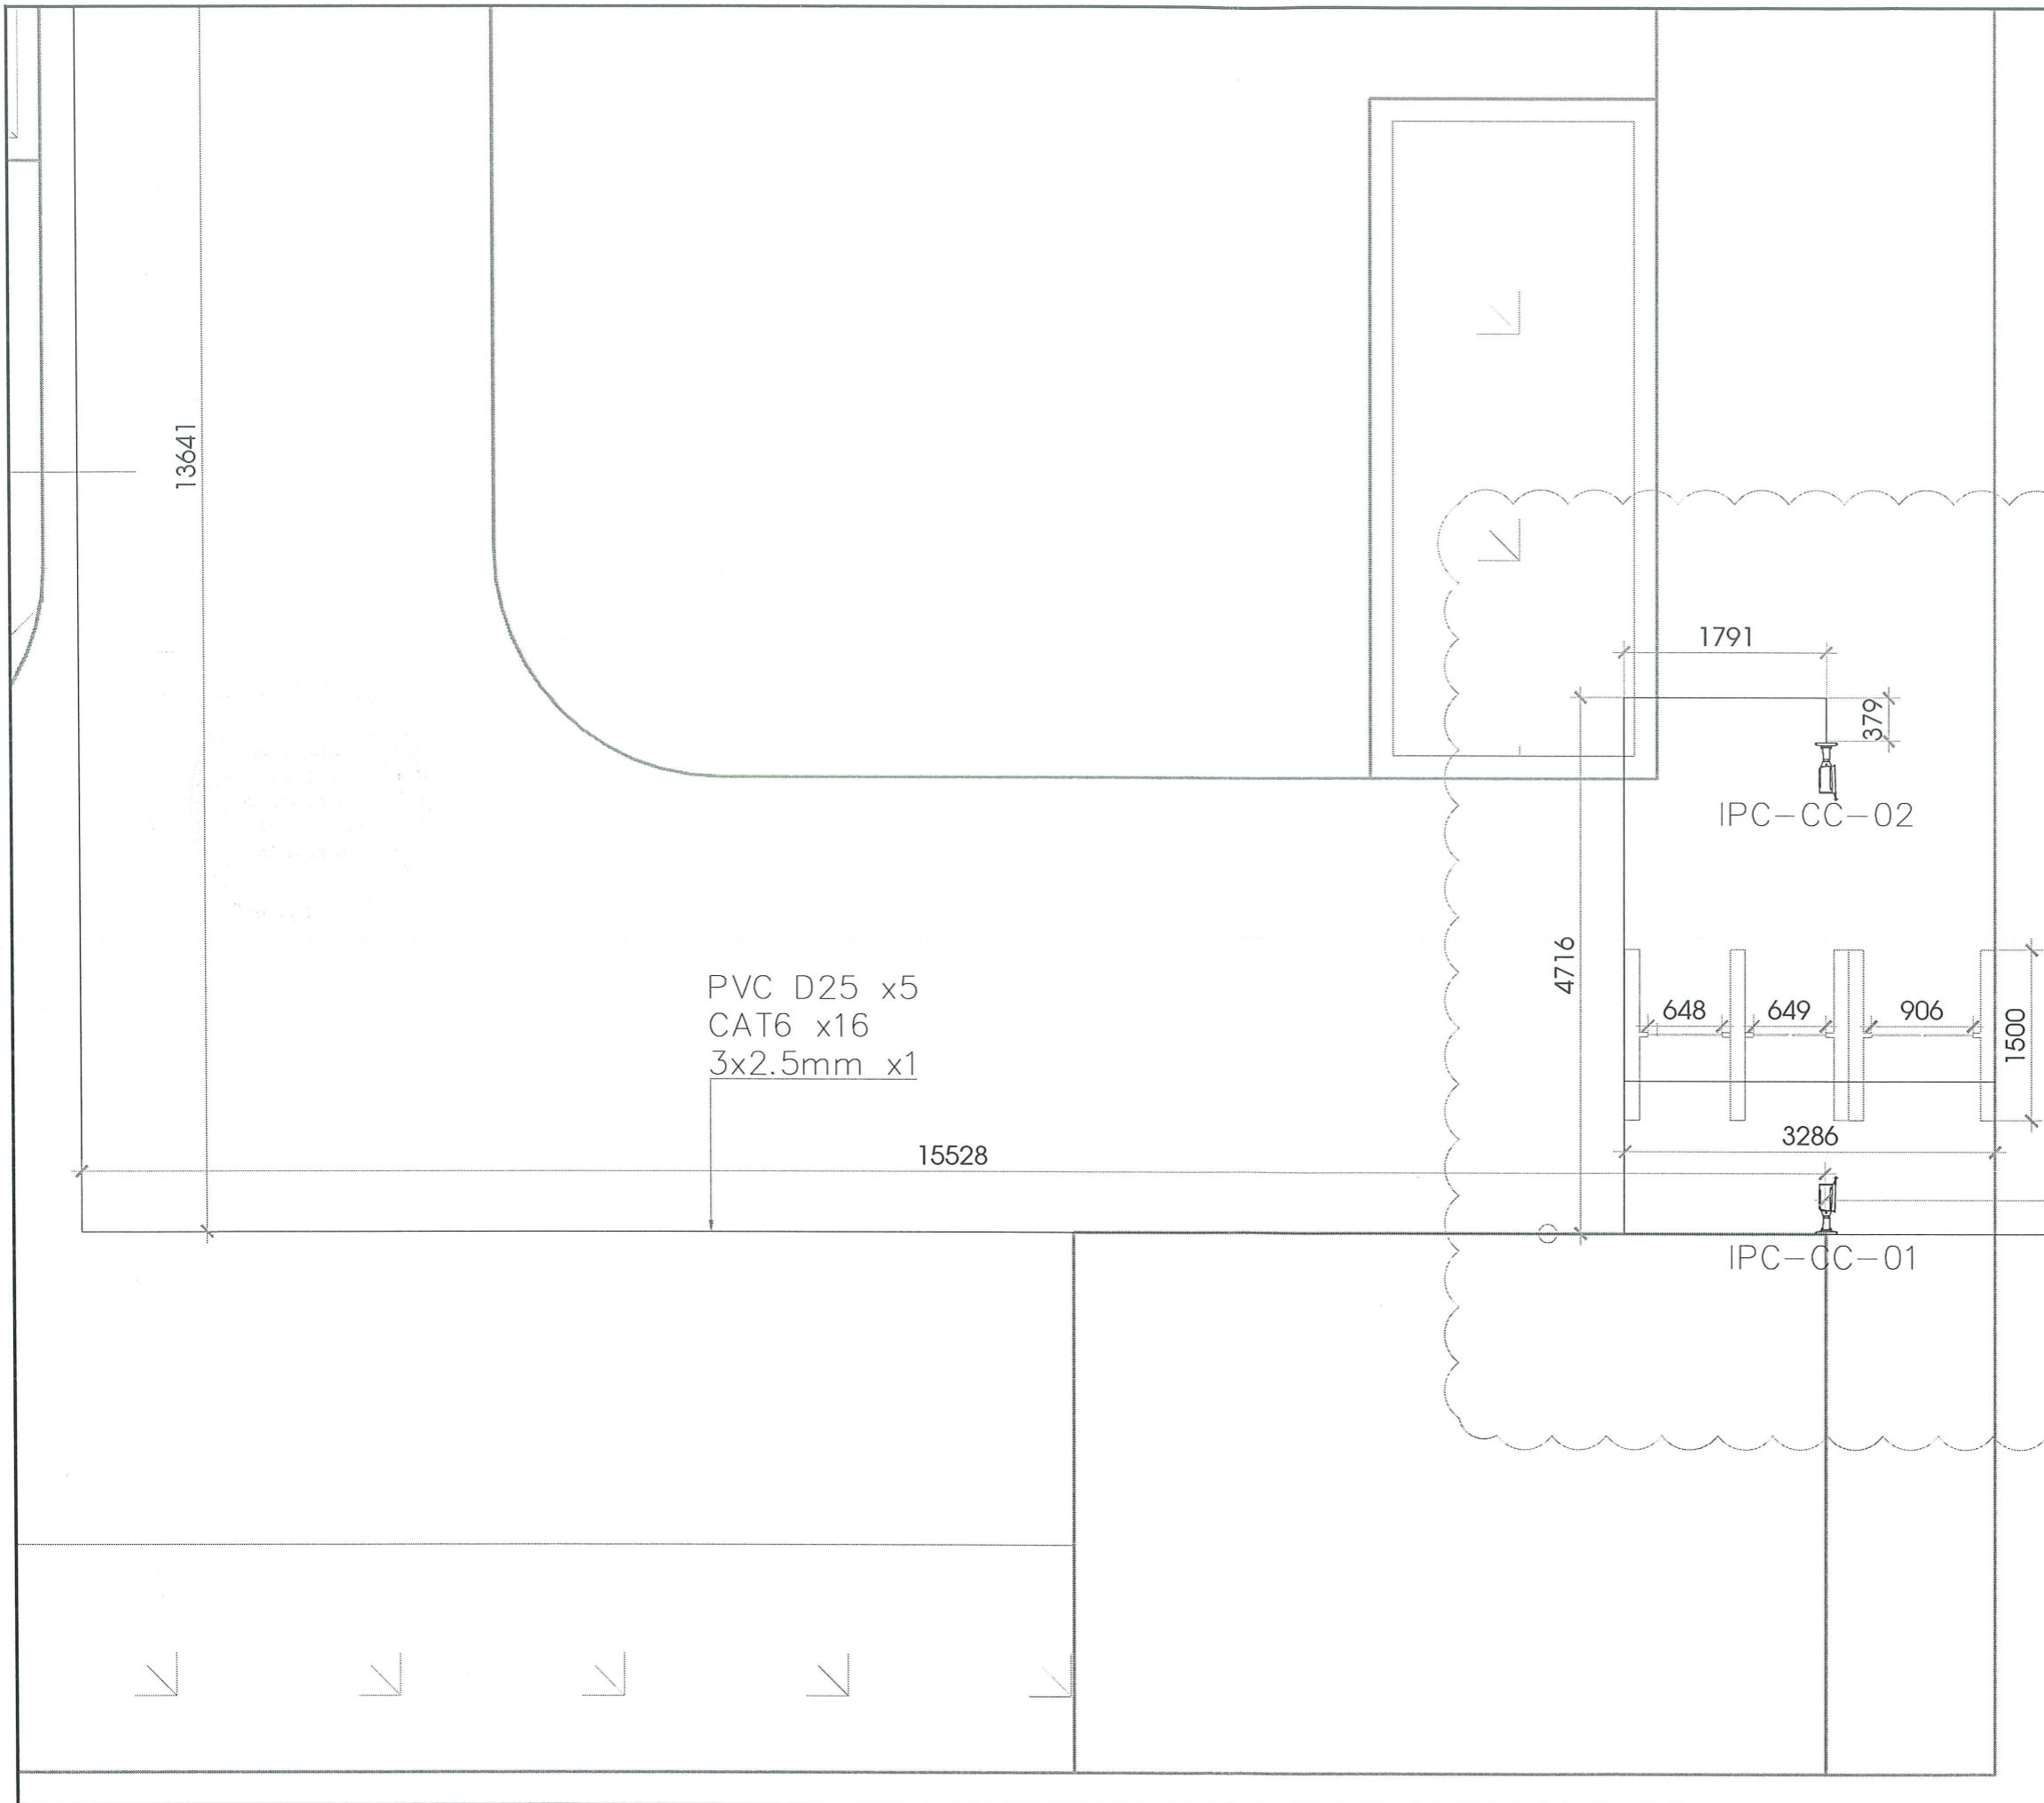 13641
1791
379
IPC-CC-02
4716
PVC D25 x5
CAT6 x16
3x2.5mm x1
648
649
906
1500
3286
15528
IPC-CC-01